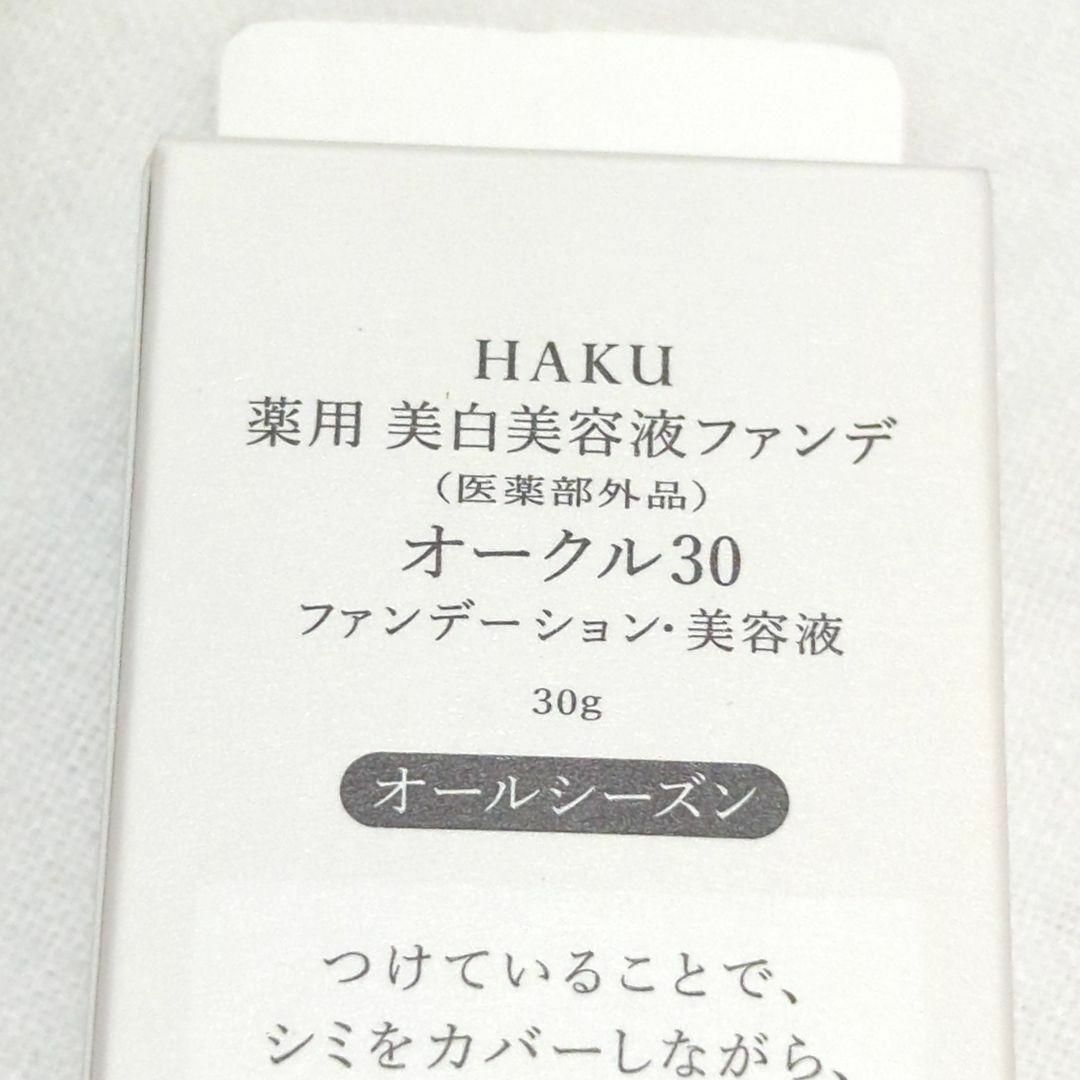 HAKU
薬用 美白美容液ファンデ
（医薬部外品）
オークル30
ファンデーション・美容液
30g
オールシーズン
つけていることで、
シミをカバーしながら、